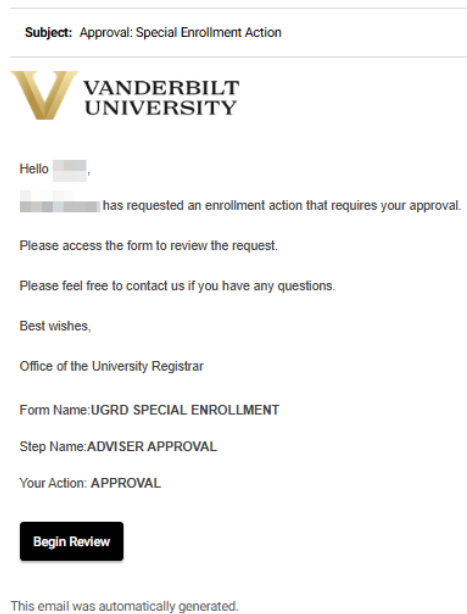 Subject: Approval: Special Enrollment Action
VANDERBILT
UNIVERSITY
Hello ,
has requested an enrollment action that requires your approval.
Please access the form to review the request.
Please feel free to contact us if you have any questions.
Best wishes,
Office of the University Registrar
Form Name:UGRD SPECIAL ENROLLMENT
Step Name:ADVISER APPROVAL
Your Action: APPROVAL
Begin Review
This email was automatically generated.